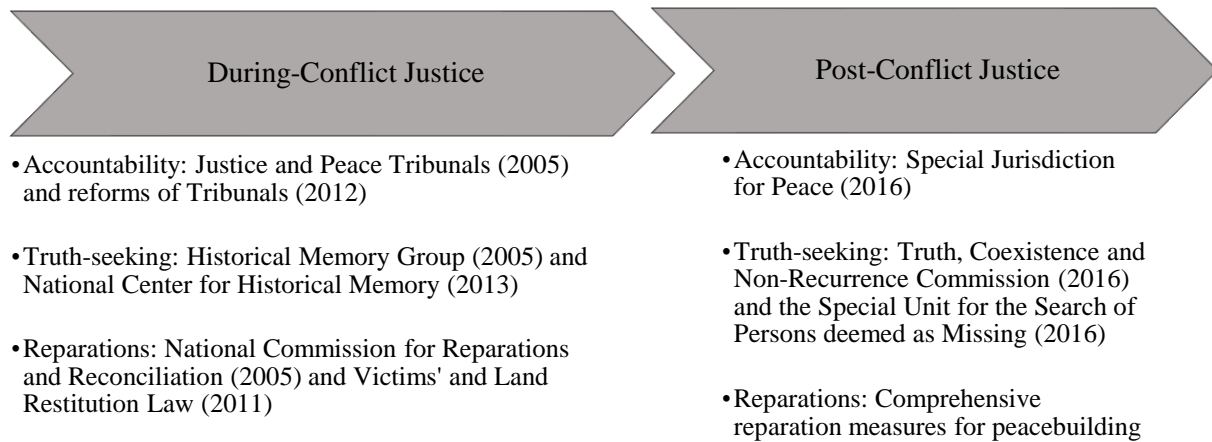 During-Conflict Justice
•Accountability: Justice and Peace Tribunals (2005)
and reforms of Tribunals (2012)
•Truth-seeking: Historical Memory Group (2005) and
National Center for Historical Memory (2013)
•Reparations: National Commission for Reparations
and Reconciliation (2005) and Victims' and Land
Restitution Law (2011)
Post-Conflict Justice
•Accountability: Special Jurisdiction
for Peace (2016)
•Truth-seeking: Truth, Coexistence and
Non-Recurrence Commission (2016)
and the Special Unit for the Search of
Persons deemed as Missing (2016)
•Reparations: Comprehensive
reparation measures for peacebuilding